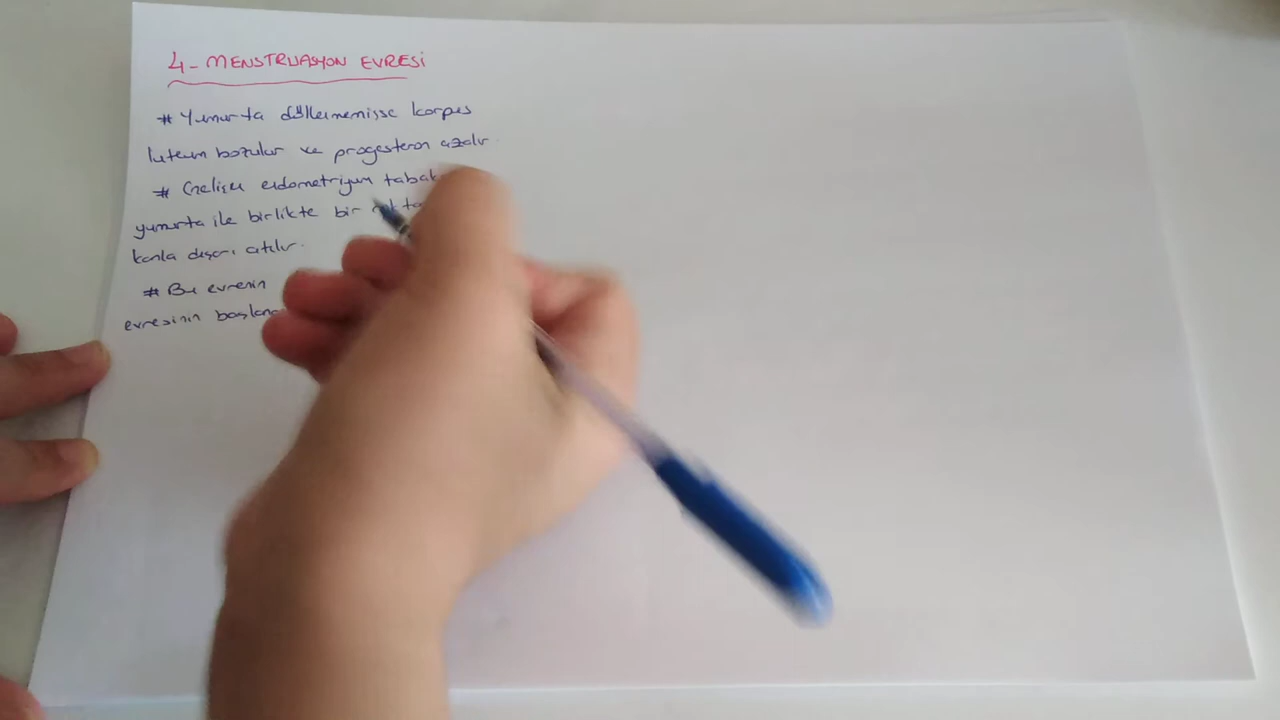 4- MENSTRUASYON EVRESİ
# Yumurta döllenmemişse korpus
luteum bozulur ve progesteron azalır
# Gelişen endometriyum
yumurta ile birlikte bir
kanla dışarı atılır.
# Bu evrenin
evresinin